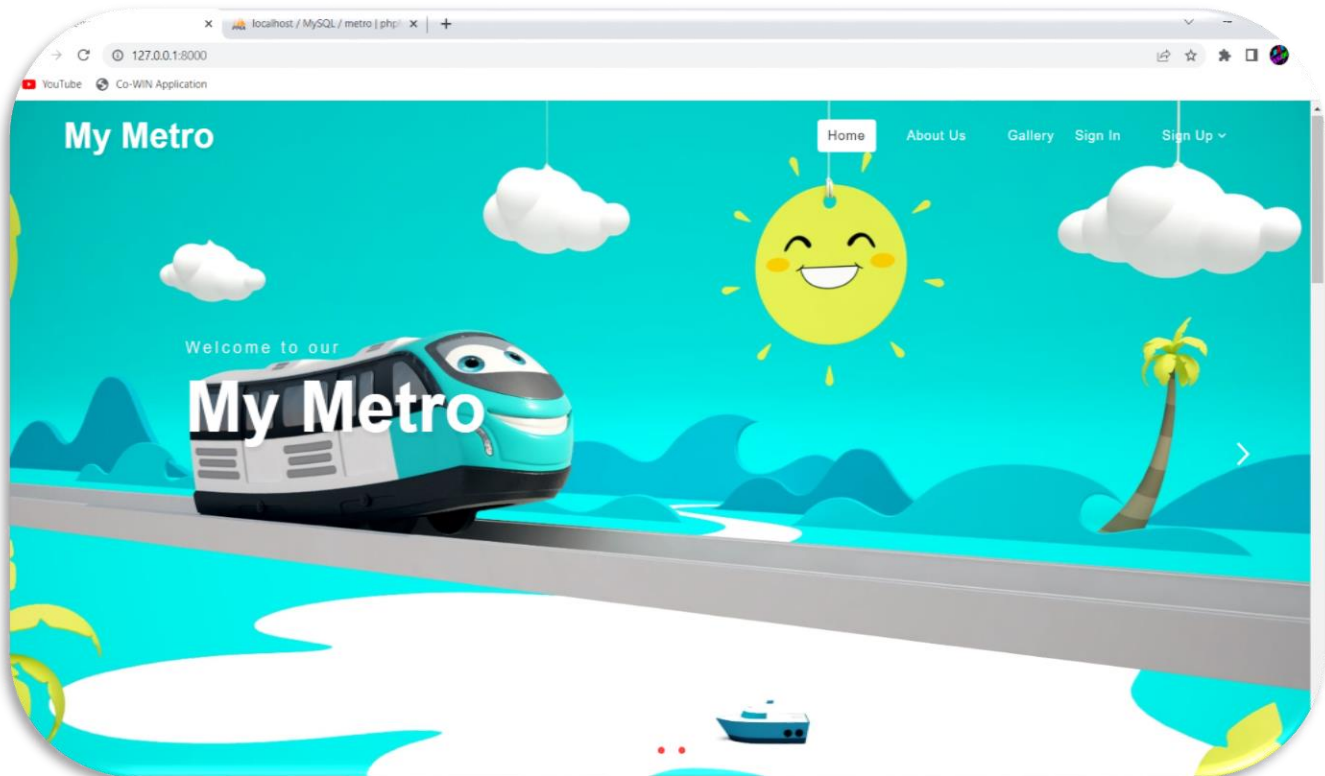 localhost / MySQL / metro | php
127.0.0.1:8000
YouTube Co-WIN Application
My Metro
Home About Us Gallery Sign In Sign Up
Welcome to our
My Metro